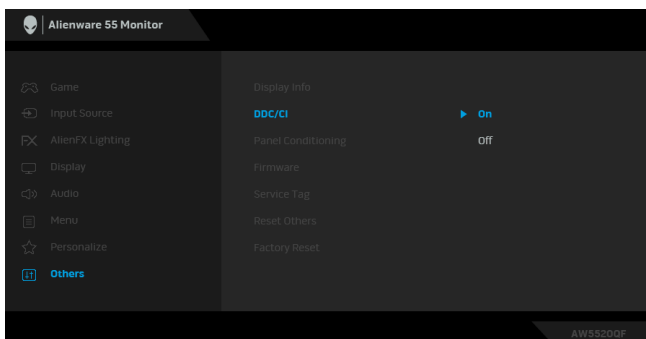 Alienware 55 Monitor
Game
Display Info
Input Source
DDC/CI
On
AlienFX Lighting
Panel Conditioning
Off
Display
Firmware
Audio
Service Tag
Menu
Reset Others
Personalize
Factory Reset
Others
AW5520QF